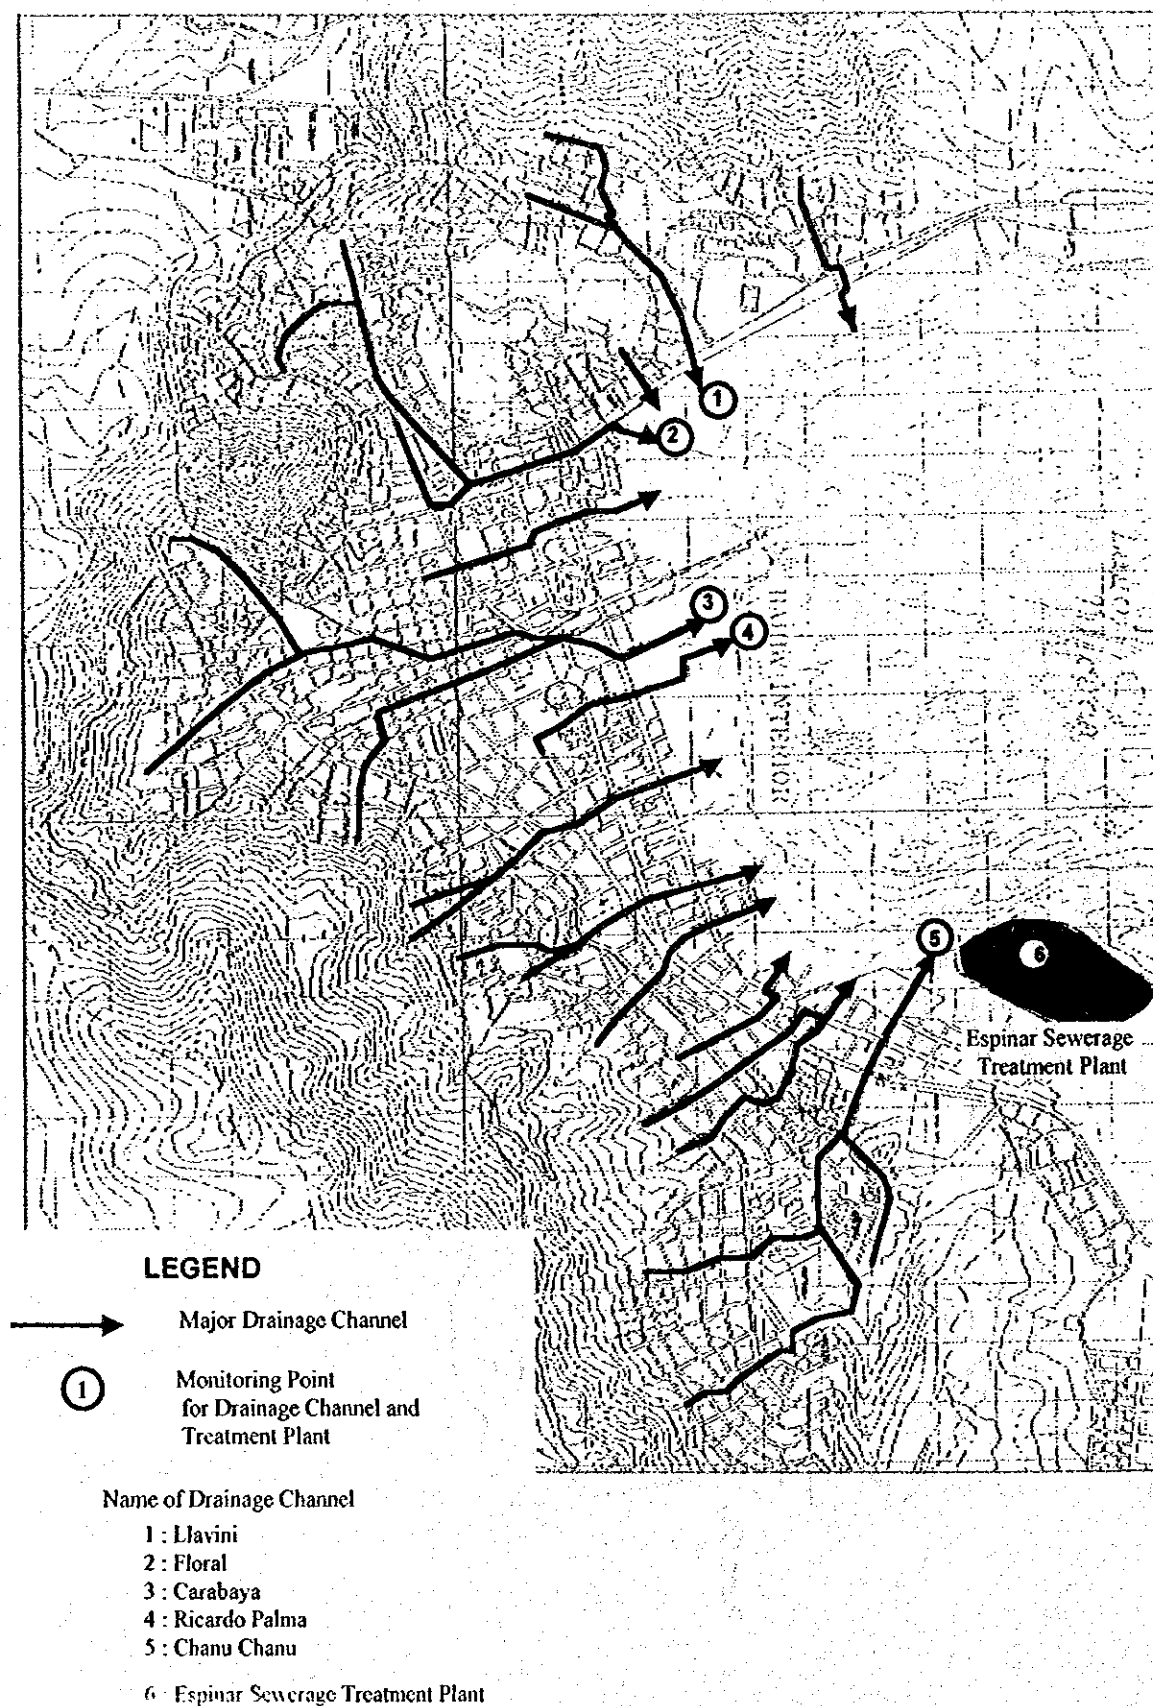 1
2
3
4
BAHIA INTERIOR
5
6
Espinar Sewerage
Treatment Plant
LEGEND
Major Drainage Channel
1
Monitoring Point
for Drainage Channel and
Treatment Plant
Name of Drainage Channel
1 : Llavini
2 : Floral
3 : Carabaya
4 : Ricardo Palma
5 : Chanu Chanu
6 : Espinar Sewerage Treatment Plant